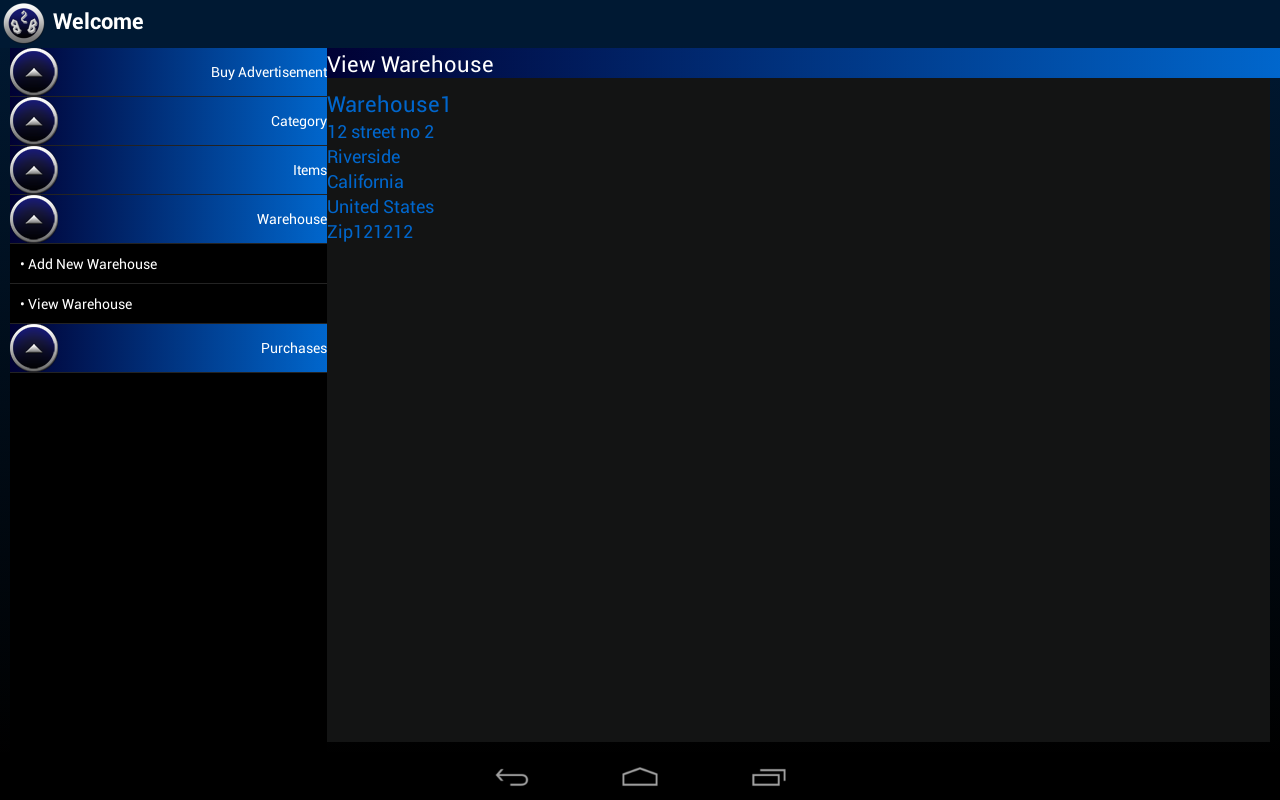 Welcome
Buy Advertisement
Category
Items
Warehouse
• Add New Warehouse
• View Warehouse
Purchases
View Warehouse
Warehouse1
12 street no 2
Riverside
California
United States
Zip121212